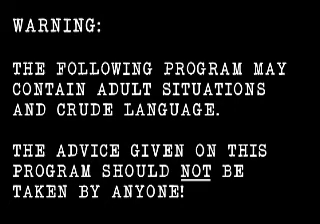 WARNING:
THE FOLLOWING PROGRAM MAY
CONTAIN ADULT SITUATIONS
AND CRUDE LANGUAGE.
THE ADVICE GIVEN ON THIS
PROGRAM SHOULD NOT BE
TAKEN BY ANYONE!